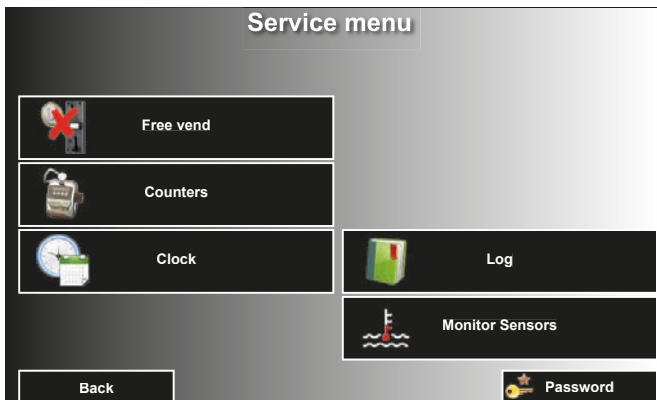 Service menu
Free vend
Counters
Clock
Log
Monitor Sensors
Back
Password